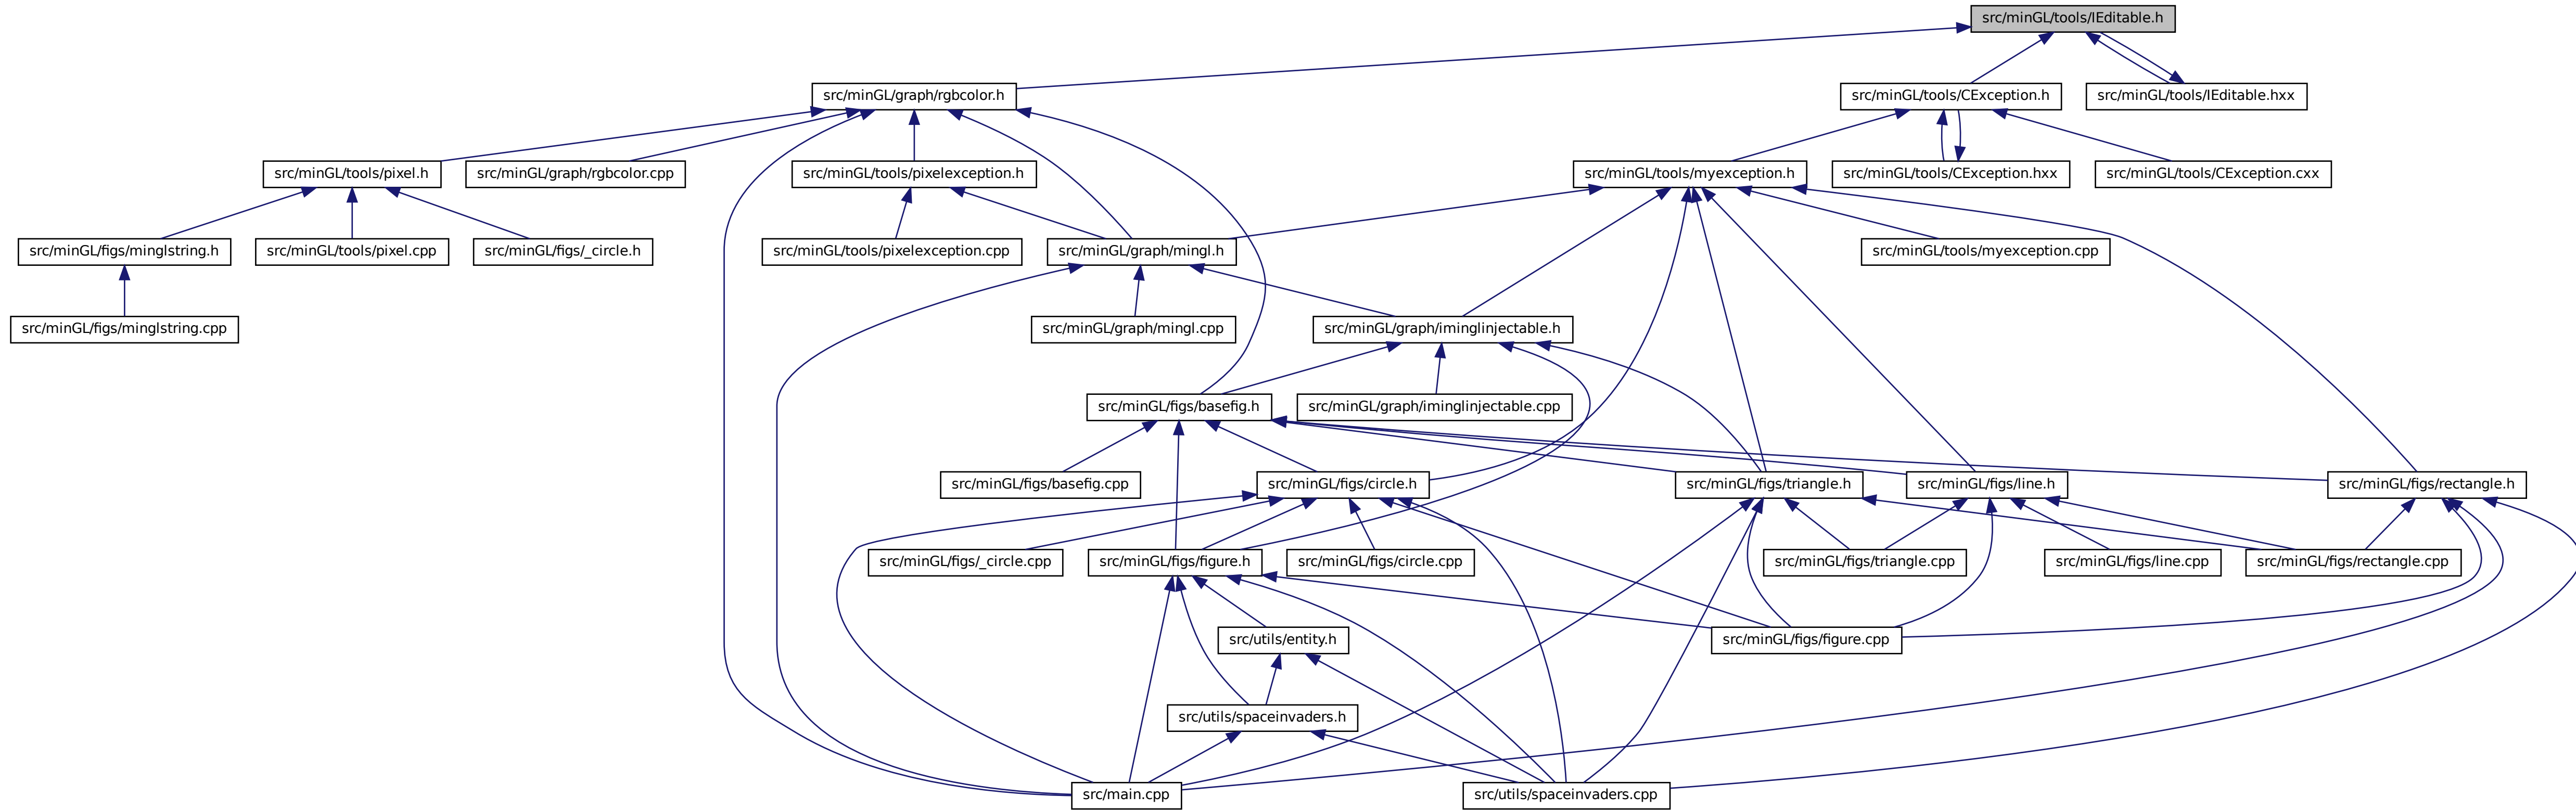 src/minGL/tools/IEditable.h
src/minGL/graph/rgbcolor.h
src/minGL/tools/CException.h
src/minGL/tools/IEditable.hxx
src/minGL/tools/pixel.h
src/minGL/graph/rgbcolor.cpp
src/minGL/tools/pixelexception.h
src/minGL/tools/myexception.h
src/minGL/tools/CException.hxx
src/minGL/tools/CException.cxx
src/minGL/figs/minglstring.h
src/minGL/tools/pixel.cpp
src/minGL/figs/_circle.h
src/minGL/tools/pixelexception.cpp
src/minGL/graph/mingl.h
src/minGL/tools/myexception.cpp
src/minGL/figs/minglstring.cpp
src/minGL/graph/mingl.cpp
src/minGL/graph/iminglinjectable.h
src/minGL/figs/basefig.h
src/minGL/graph/iminglinjectable.cpp
src/minGL/figs/basefig.cpp
src/minGL/figs/circle.h
src/minGL/figs/triangle.h
src/minGL/figs/line.h
src/minGL/figs/rectangle.h
src/minGL/figs/_circle.cpp
src/minGL/figs/figure.h
src/minGL/figs/circle.cpp
src/minGL/figs/triangle.cpp
src/minGL/figs/line.cpp
src/minGL/figs/rectangle.cpp
src/utils/entity.h
src/minGL/figs/figure.cpp
src/utils/spaceinvaders.h
src/main.cpp
src/utils/spaceinvaders.cpp